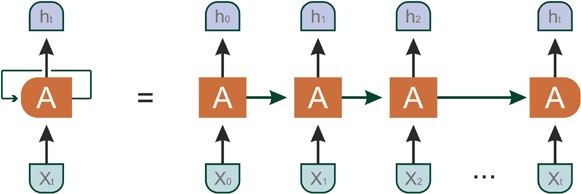 ht h0 h1 h2 ht
A = A A A A
Xt X0 X1 X2 ... Xt